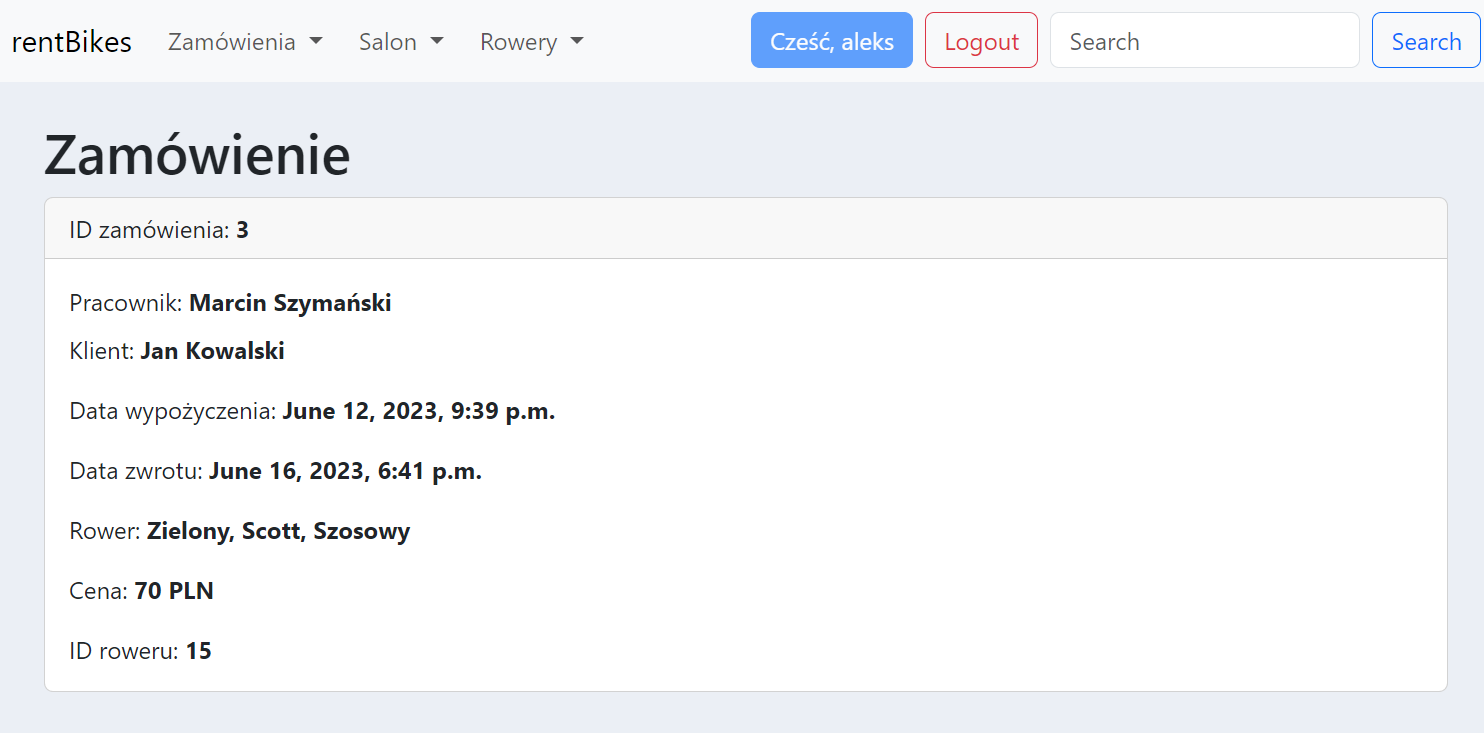 rentBikes Zamówienia Salon Rowery Cześć, aleks Logout Search Search
Zamówienie
ID zamówienia: 3
Pracownik: Marcin Szymański
Klient: Jan Kowalski
Data wypożyczenia: June 12, 2023, 9:39 p.m.
Data zwrotu: June 16, 2023, 6:41 p.m.
Rower: Zielony, Scott, Szosowy
Cena: 70 PLN
ID roweru: 15